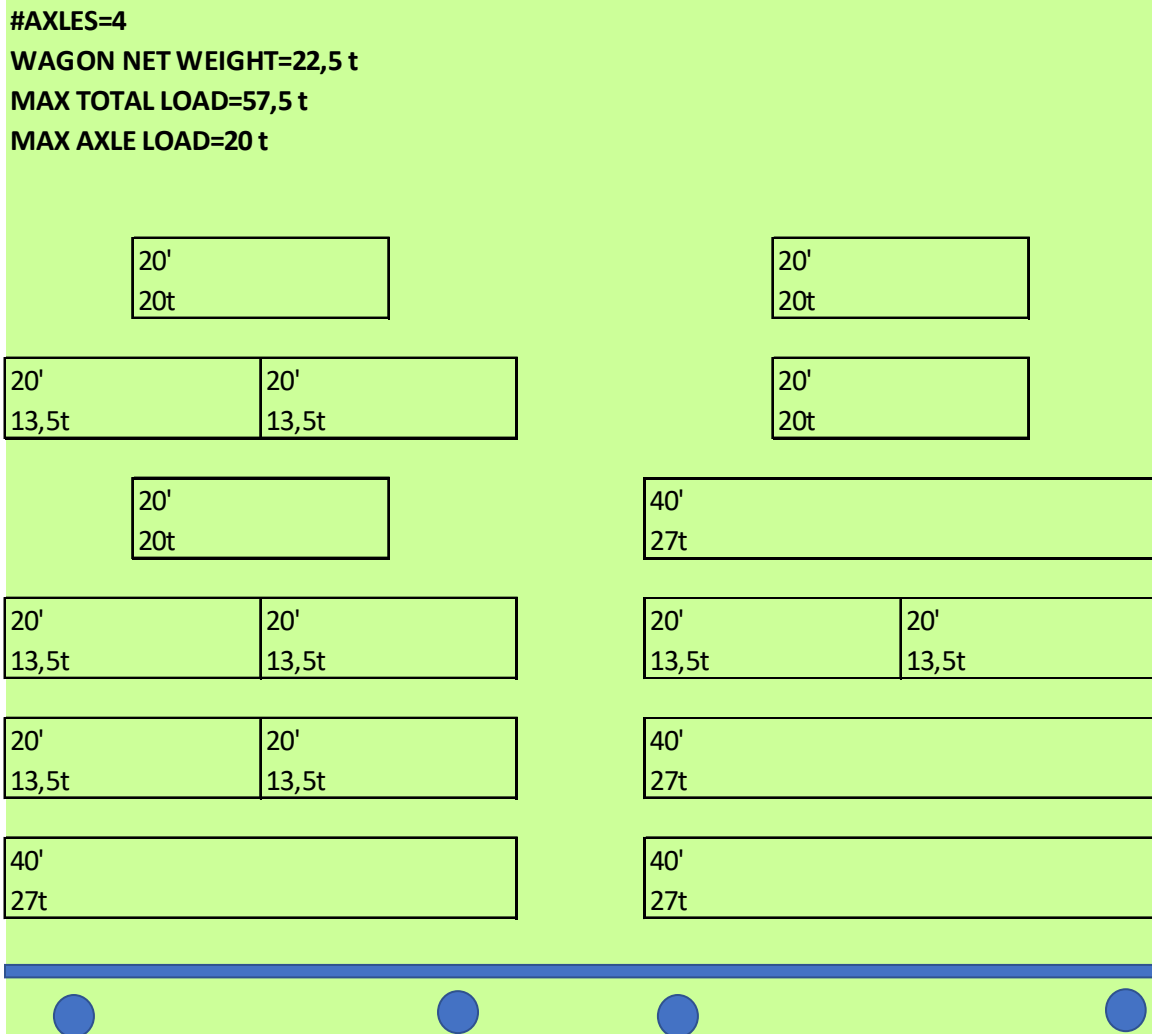 #AXLES=4
WAGON NET WEIGHT=22,5 t
MAX TOTAL LOAD=57,5 t
MAX AXLE LOAD=20 t
20' 20'
20t 20t
20' 20' 20'
13,5t 13,5t 20t
20' 40'
20t 27t
20' 20' 20' 20'
13,5t 13,5t 13,5t 13,5t
20' 20' 40'
13,5t 13,5t 27t
40' 40'
27t 27t